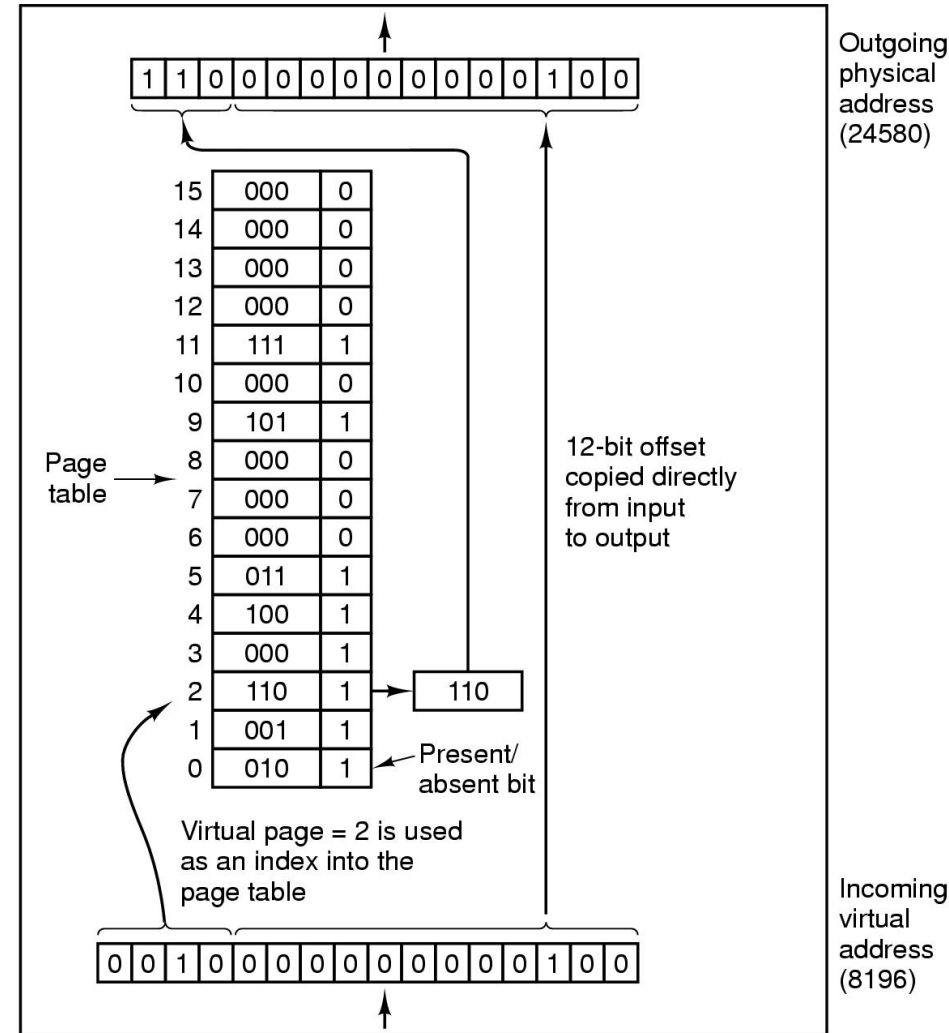 Outgoing
physical
address
(24580)
1 1 0 0 0 0 0 0 0 0 0 0 1 0 0
15 000 0
14 000 0
13 000 0
12 000 0
11 111 1
10 000 0
9 101 1
8 000 0
7 000 0
6 000 0
5 011 1
4 100 1
3 000 1
2 110 1 110
1 001 1
0 010 1
Page
table
12-bit offset
copied directly
from input
to output
Present/
absent bit
Virtual page = 2 is used
as an index into the
page table
0 0 1 0 0 0 0 0 0 0 0 0 0 1 0 0
Incoming
virtual
address
(8196)